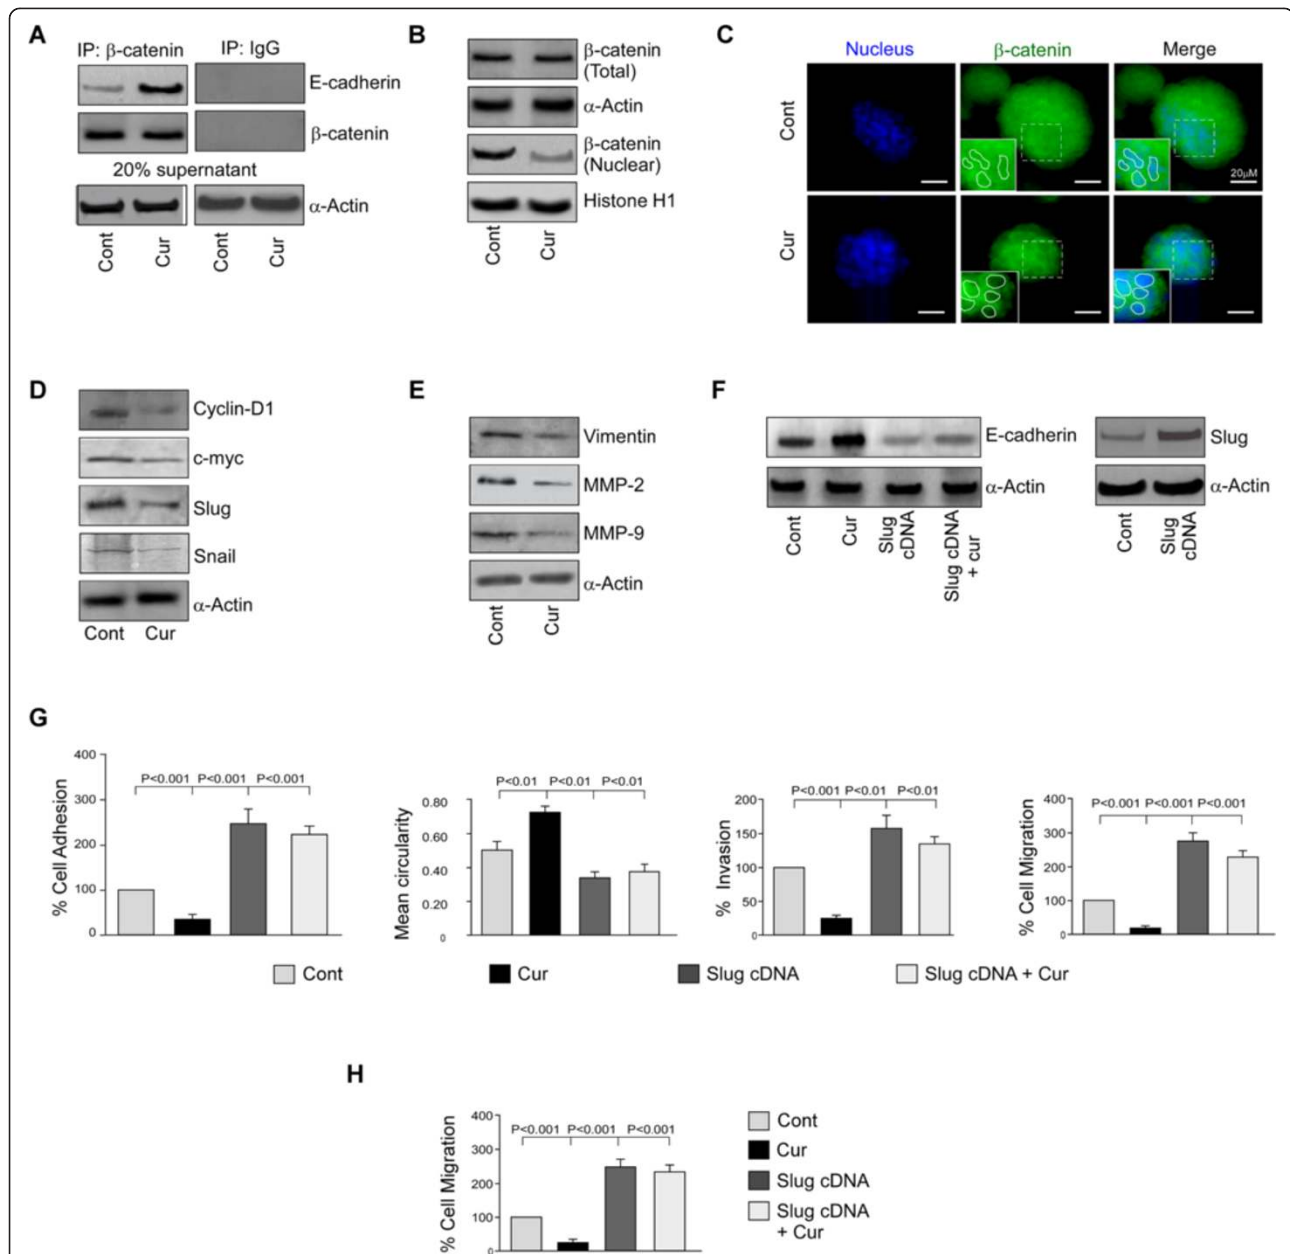 A
IP: β-catenin
IP: IgG
E-cadherin
β-catenin
20% supernatant
α-Actin
Cont
Cur
Cont
Cur
B
β-catenin
(Total)
α-Actin
β-catenin
(Nuclear)
Histone H1
Cont
Cur
C
Nucleus
β-catenin
Merge
Cont
20μM
Cur
D
Cyclin-D1
c-myc
Slug
Snail
α-Actin
Cont Cur
E
Vimentin
MMP-2
MMP-9
α-Actin
Cont
Cur
F
E-cadherin
α-Actin
Cont
Cur
Slug
cDNA
Slug cDNA
+ cur
Slug
α-Actin
Cont
Slug
cDNA
G
% Cell Adhesion
400
300
200
100
0
P<0.001 P<0.001 P<0.001
Mean circularity
0.80
0.60
0.40
0.20
0
P<0.01 P<0.01 P<0.01
% Invasion
200
150
100
50
0
P<0.001 P<0.01 P<0.01
% Cell Migration
400
300
200
100
0
P<0.001 P<0.001 P<0.001
Cont
Cur
Slug cDNA
Slug cDNA + Cur
H
% Cell Migration
400
300
200
100
0
P<0.001 P<0.001 P<0.001
Cont
Cur
Slug cDNA
Slug cDNA
+ Cur